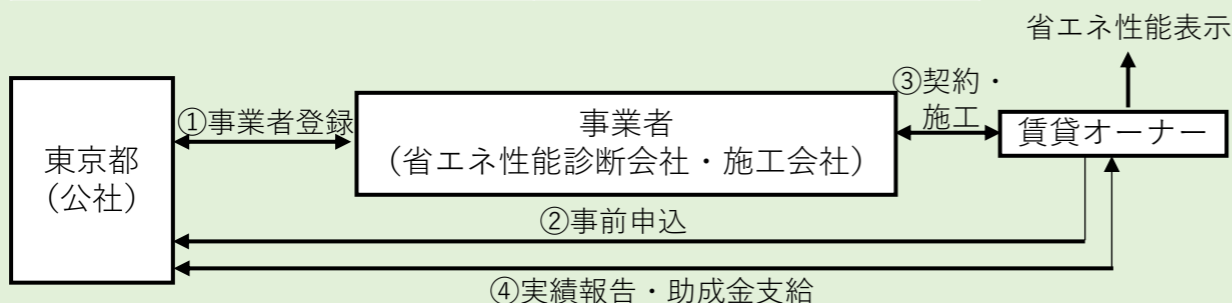 省エネ性能表示
①事業者登録
③契約・
施工
東京都
（公社）
事業者
（省エネ性能診断会社・施工会社）
賃貸オーナー
②事前申込
④実績報告・助成金支給